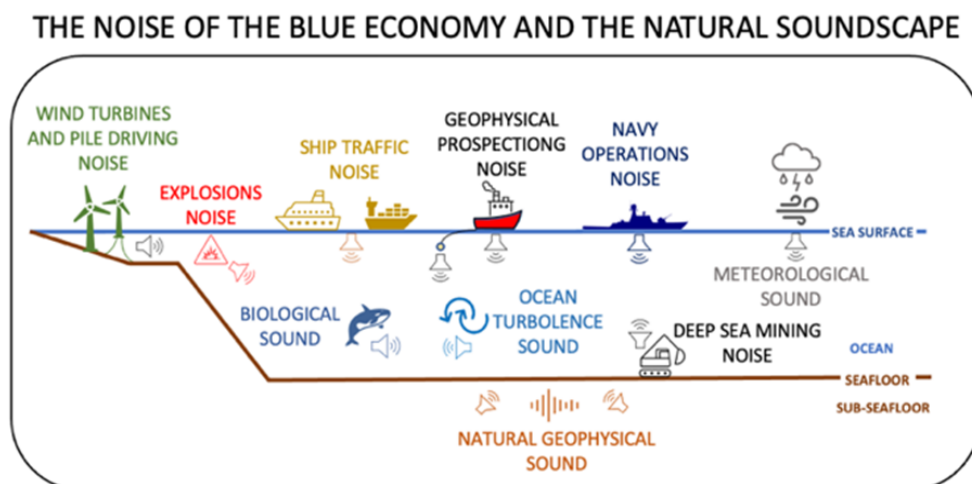 THE NOISE OF THE BLUE ECONOMY AND THE NATURAL SOUNDSCAPE
WIND TURBINES
AND PILE DRIVING
NOISE
EXPLOSIONS
NOISE
SHIP TRAFFIC
NOISE
GEOPHYSICAL
PROSPECTIONG
NOISE
NAVY
OPERATIONS
NOISE
SEA SURFACE
METEOROLOGICAL
SOUND
BIOLOGICAL
SOUND
OCEAN
TURBOLENCE
SOUND
DEEP SEA MINING
NOISE
OCEAN
SEAFLOOR
SUB-SEAFLOOR
NATURAL GEOPHYSICAL
SOUND